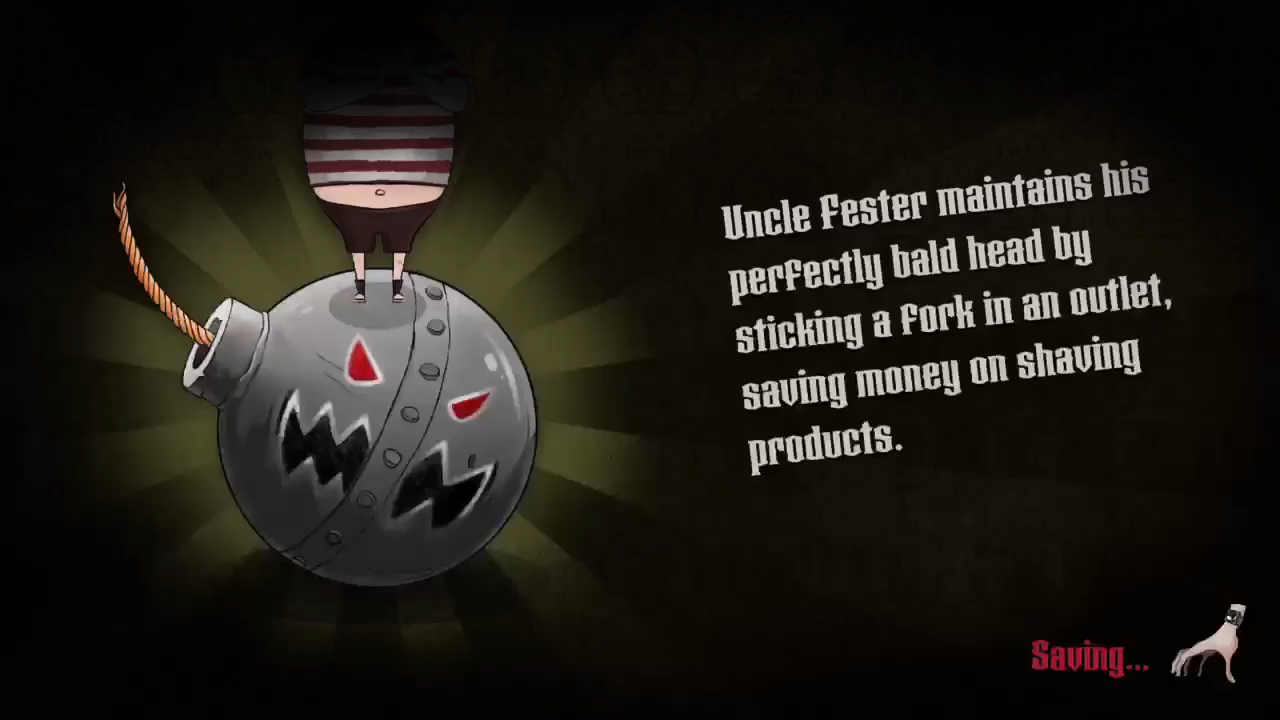 Uncle Fester maintains his
perfectly bald head by
sticking a fork in an outlet,
saving money on shaving
products.
Saving...